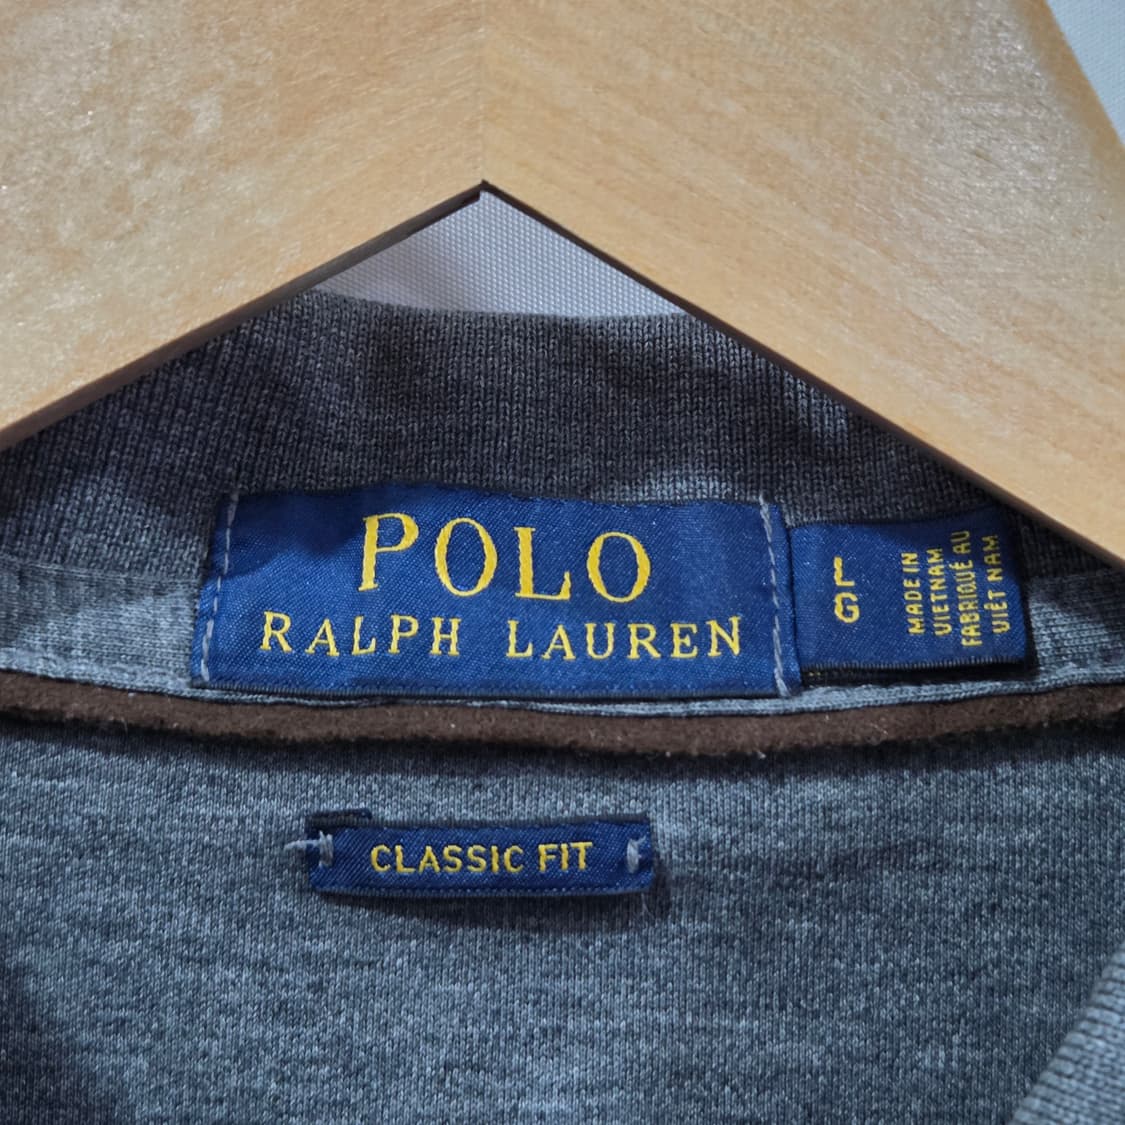 POLO
RALPH LAUREN
L
G
MADE IN
VIETNAM
FABRIQUÉ AU
VIÊT NAM
CLASSIC FIT